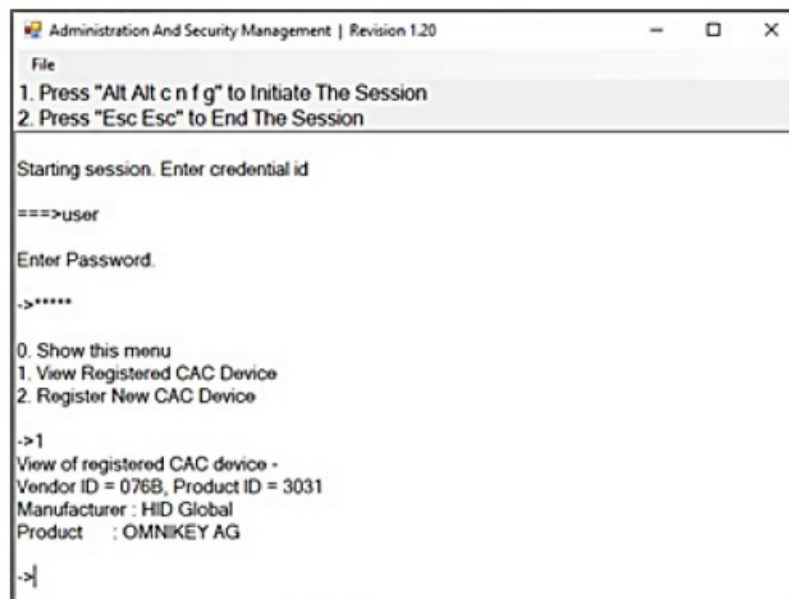 Administration And Security Management | Revision 1.20
File
1. Press "Alt Alt c n f g" to Initiate The Session
2. Press "Esc Esc" to End The Session
Starting session. Enter credential id
===>user
Enter Password.
->*****
0. Show this menu
1. View Registered CAC Device
2. Register New CAC Device
->1
View of registered CAC device -
Vendor ID = 076B, Product ID = 3031
Manufacturer : HID Global
Product : OMNIKEY AG
->